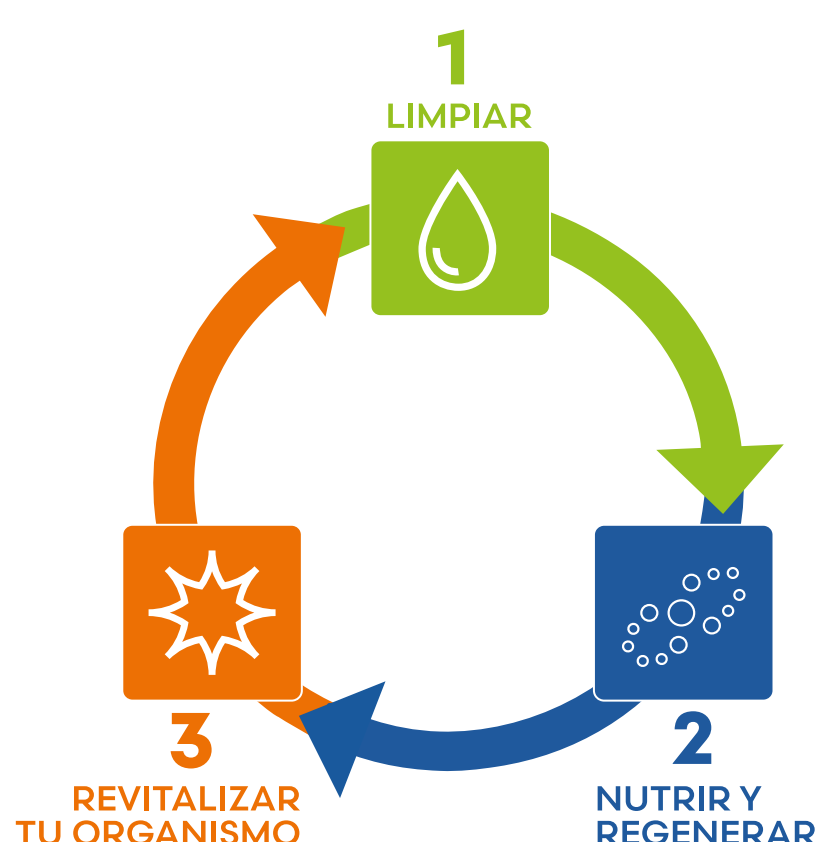 1
LIMPIAR
2
NUTRIR Y
REGENERAR
3
REVITALIZAR
TU ORGANISMO